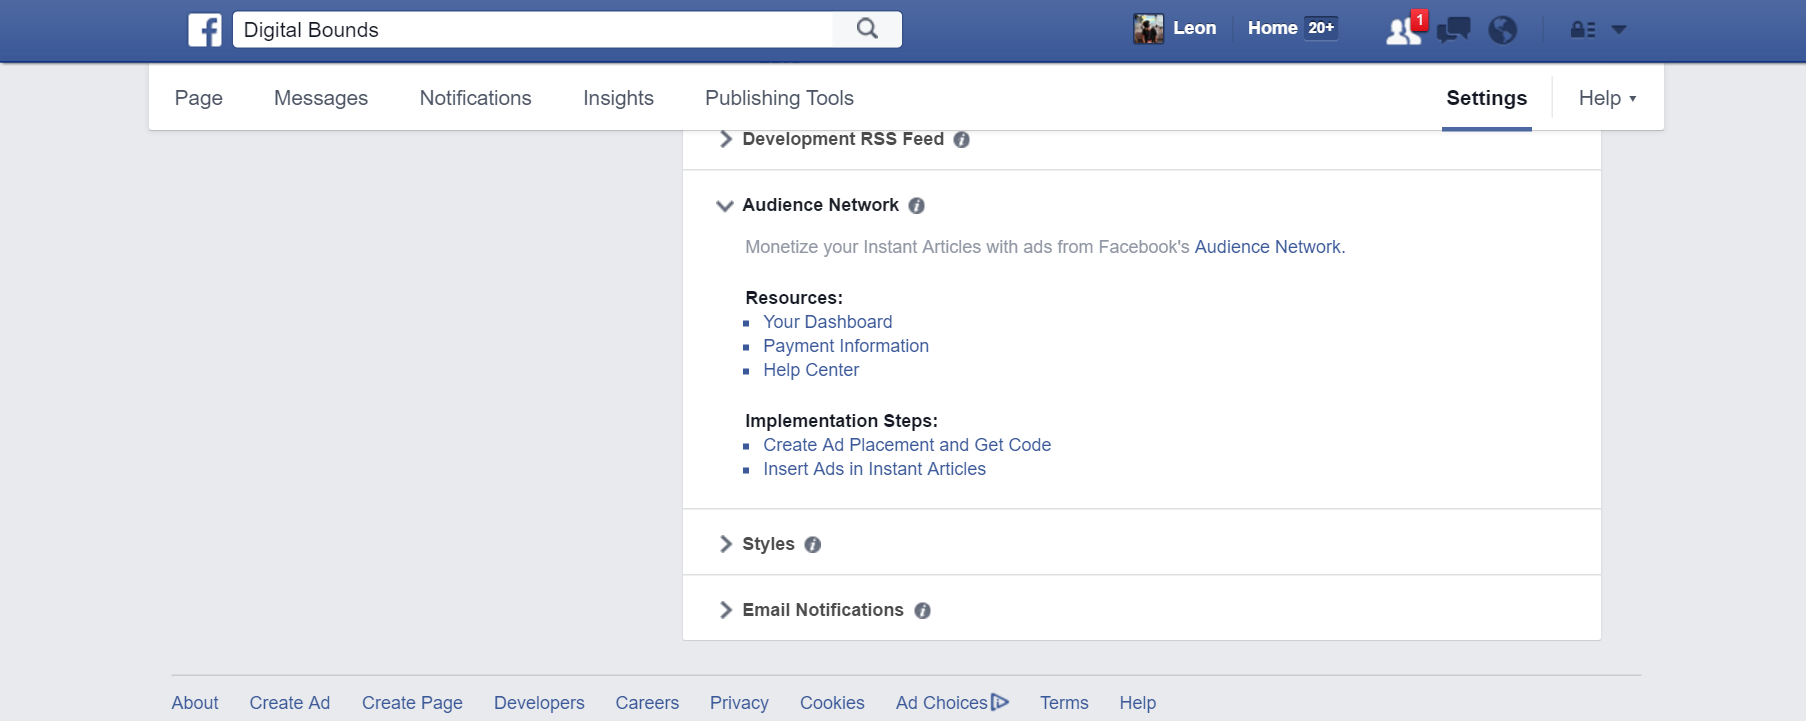 Digital Bounds
Leon Home 20+ 1
Page Messages Notifications Insights Publishing Tools Settings Help
Development RSS Feed
Audience Network
Monetize your Instant Articles with ads from Facebook's Audience Network.
Resources:
Your Dashboard
Payment Information
Help Center
Implementation Steps:
Create Ad Placement and Get Code
Insert Ads in Instant Articles
Styles
Email Notifications
About Create Ad Create Page Developers Careers Privacy Cookies Ad Choices Terms Help